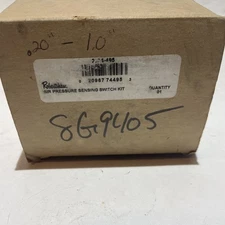 .20" - 1.0"
Robertshaw
AIR PRESSURE SENSING SWITCH KIT
QUANTITY
01
8G9405